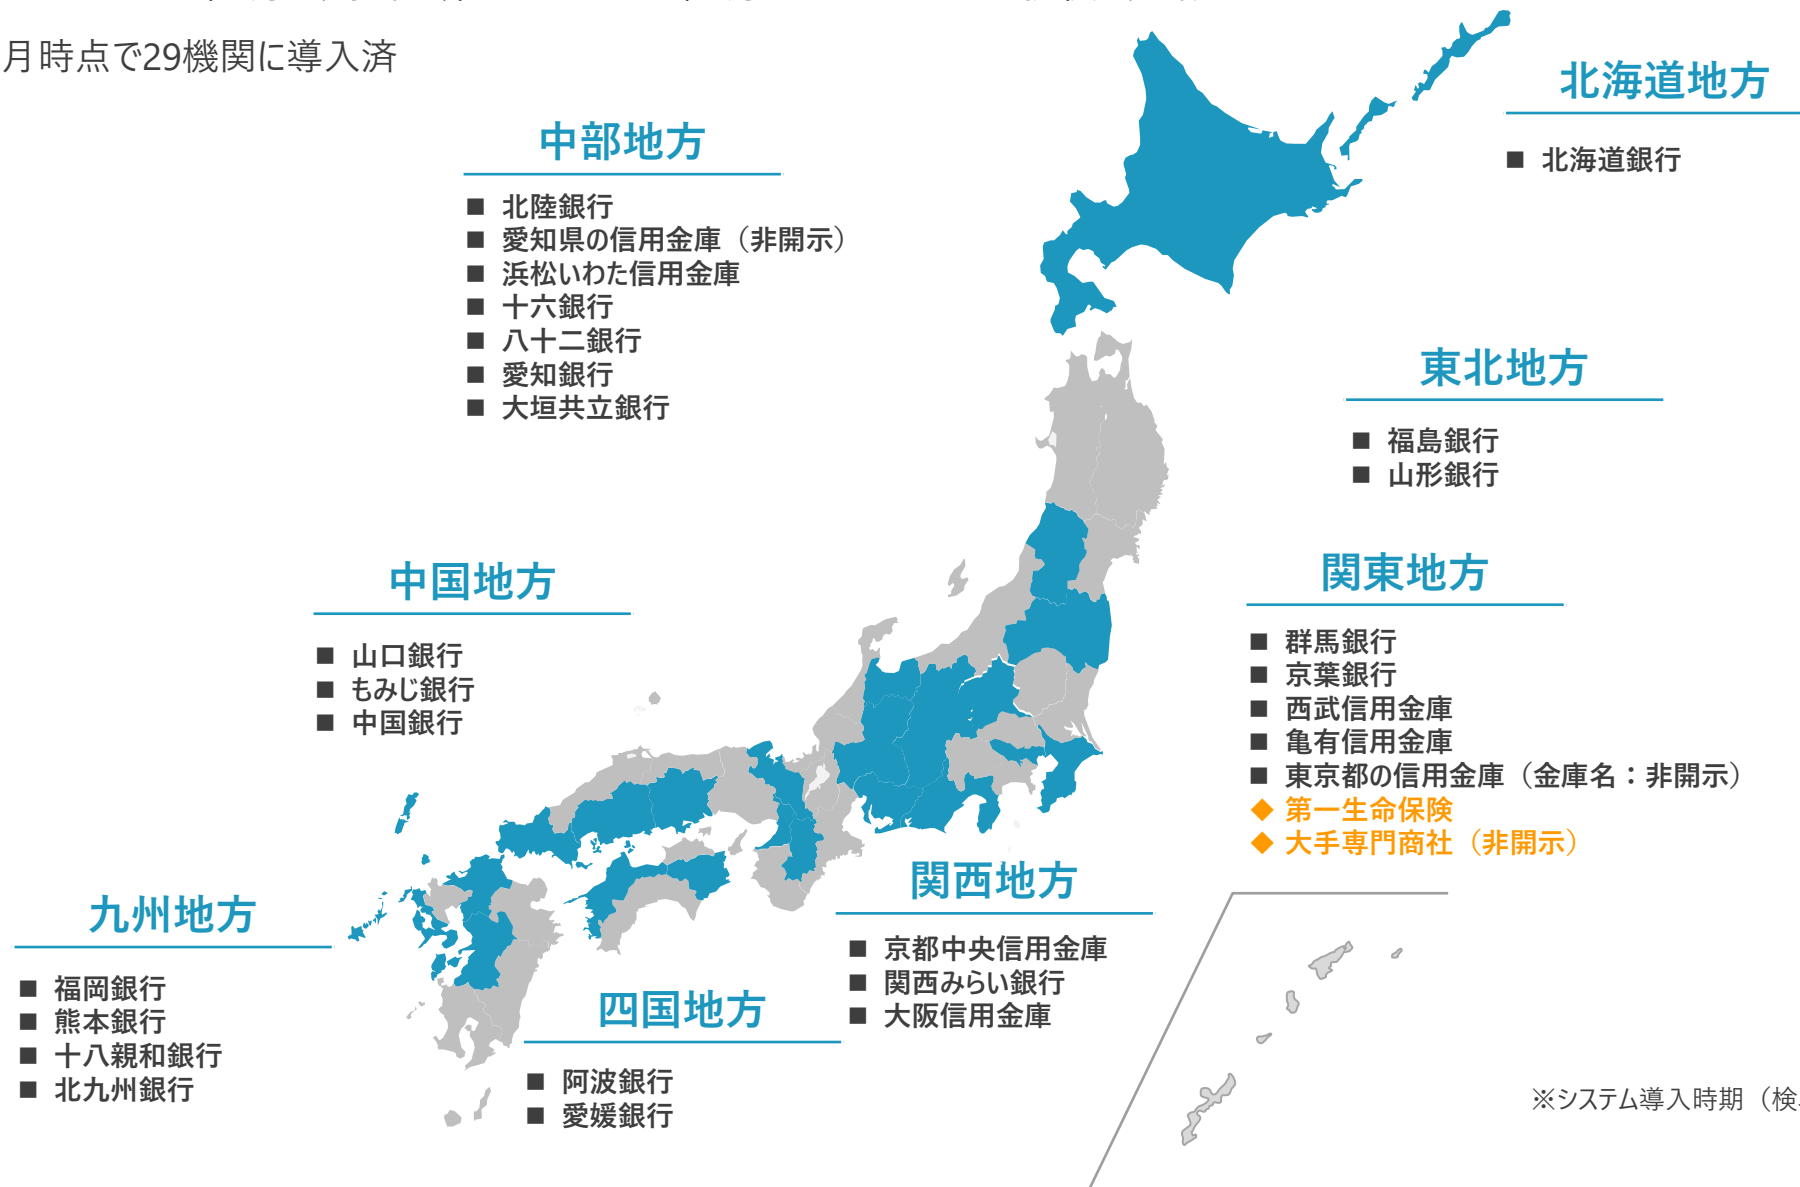 月時点で29機関に導入済
北海道地方
■ 北海道銀行
中部地方
■ 北陸銀行
■ 愛知県の信用金庫（非開示）
■ 浜松いわた信用金庫
■ 十六銀行
■ 八十二銀行
■ 愛知銀行
■ 大垣共立銀行
東北地方
■ 福島銀行
■ 山形銀行
中国地方
■ 山口銀行
■ もみじ銀行
■ 中国銀行
関東地方
■ 群馬銀行
■ 京葉銀行
■ 西武信用金庫
■ 亀有信用金庫
■ 東京都の信用金庫（金庫名：非開示）
◆ 第一生命保険
◆ 大手専門商社（非開示）
関西地方
■ 京都中央信用金庫
■ 関西みらい銀行
■ 大阪信用金庫
九州地方
■ 福岡銀行
■ 熊本銀行
■ 十八親和銀行
■ 北九州銀行
四国地方
■ 阿波銀行
■ 愛媛銀行
※システム導入時期（検